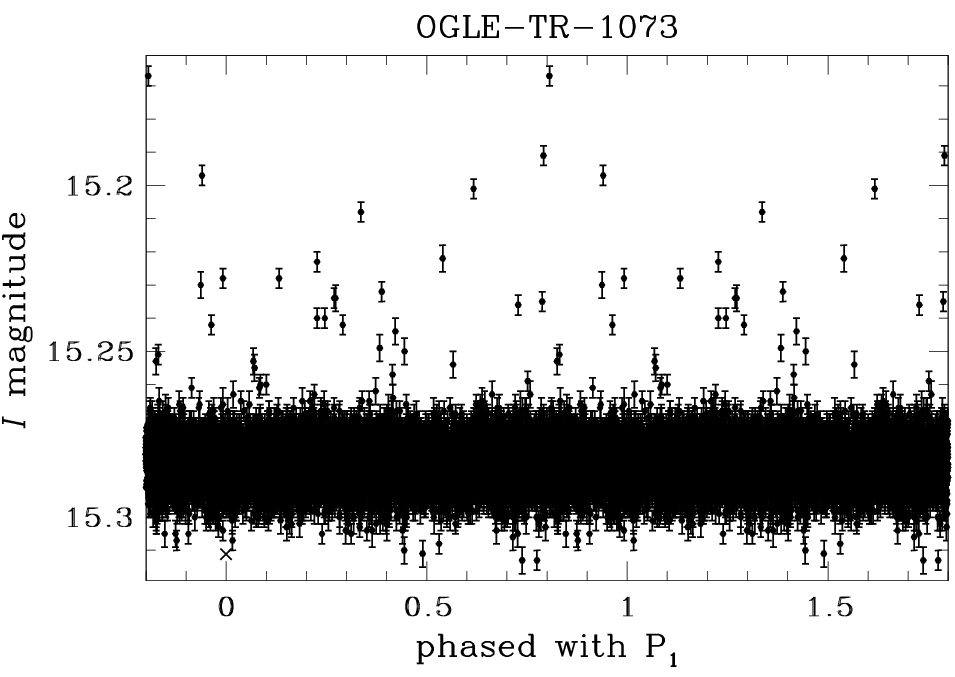 OGLE−TR−1073
15.2
15.25
15.3
I magnitude
0 0.5 1 1.5
phased with P₁